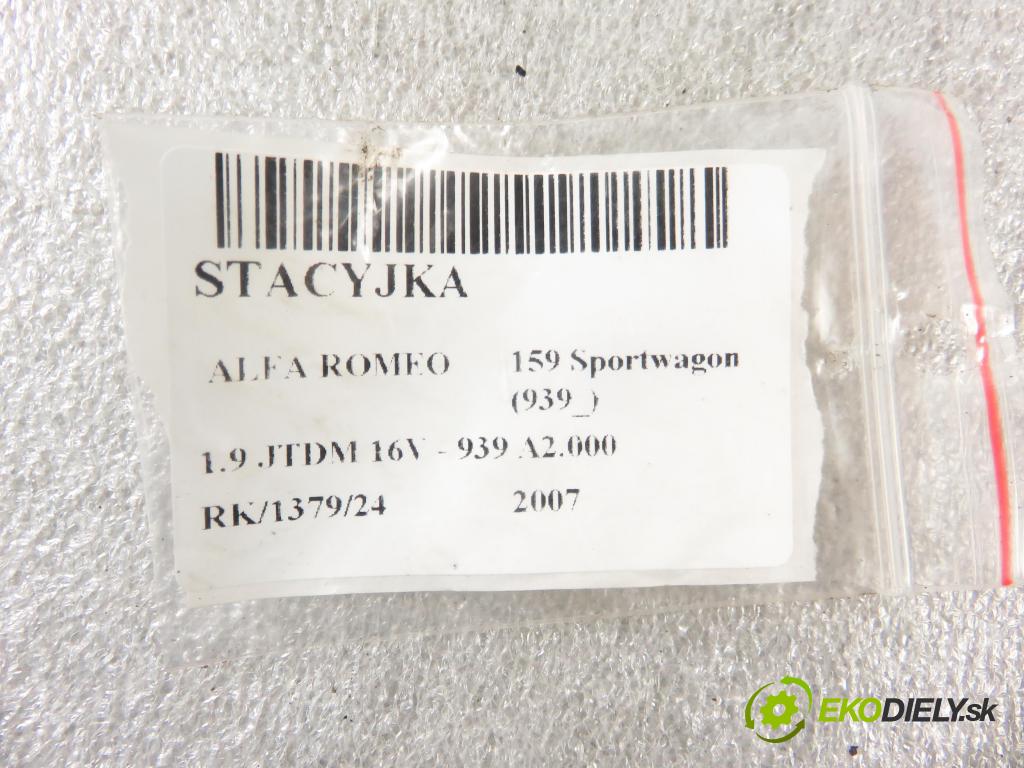 STACYJKA
ALFA ROMEO 159 Sportwagon
(939_)
1.9 JTDM 16V - 939 A2.000
RK/1379/24 2007
EKODIELY.sk